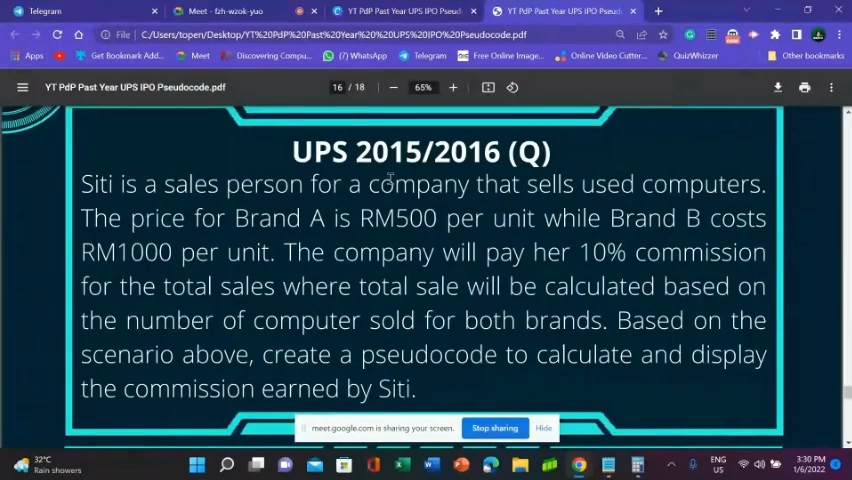 Telegram
Meet - fzh-wzok-yuo
YT PdP Past Year UPS IPO Pseudo
YT PdP Past Year UPS IPO Pseudo
File
C:/Users/topen/Desktop/YT%20PdP%20Past%20Year%20%20UPS%20IPO%20Pseudocode.pdf
Apps
Get Bookmark Add...
Meet
Discovering Compu...
(7) WhatsApp
Telegram
Free Online Image...
Online Video Cutter...
QuizWhizzer
Other bookmarks
YT PdP Past Year UPS IPO Pseudocode.pdf
16 / 18
65%
UPS 2015/2016 (Q)
Siti is a sales person for a company that sells used computers.
The price for Brand A is RM500 per unit while Brand B costs
RM1000 per unit. The company will pay her 10% commission
for the total sales where total sale will be calculated based on
the number of computer sold for both brands. Based on the
scenario above, create a pseudocode to calculate and display
the commission earned by Siti.
meet.google.com is sharing your screen.
Stop sharing
Hide
32°C
Rain showers
ENG
US
3:30 PM
1/6/2022